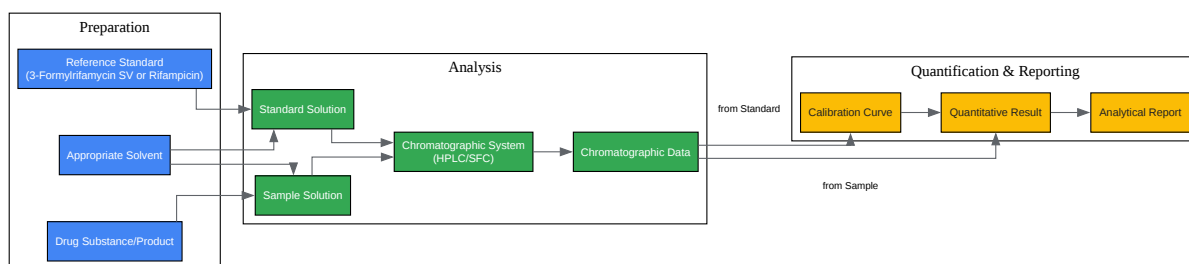 Preparation
Reference Standard
(3-Formylrifamycin SV or Rifampicin)
Appropriate Solvent
Drug Substance/Product
Analysis
Standard Solution
Sample Solution
Chromatographic System
(HPLC/SFC)
Chromatographic Data
from Standard
from Sample
Quantification & Reporting
Calibration Curve
Quantitative Result
Analytical Report